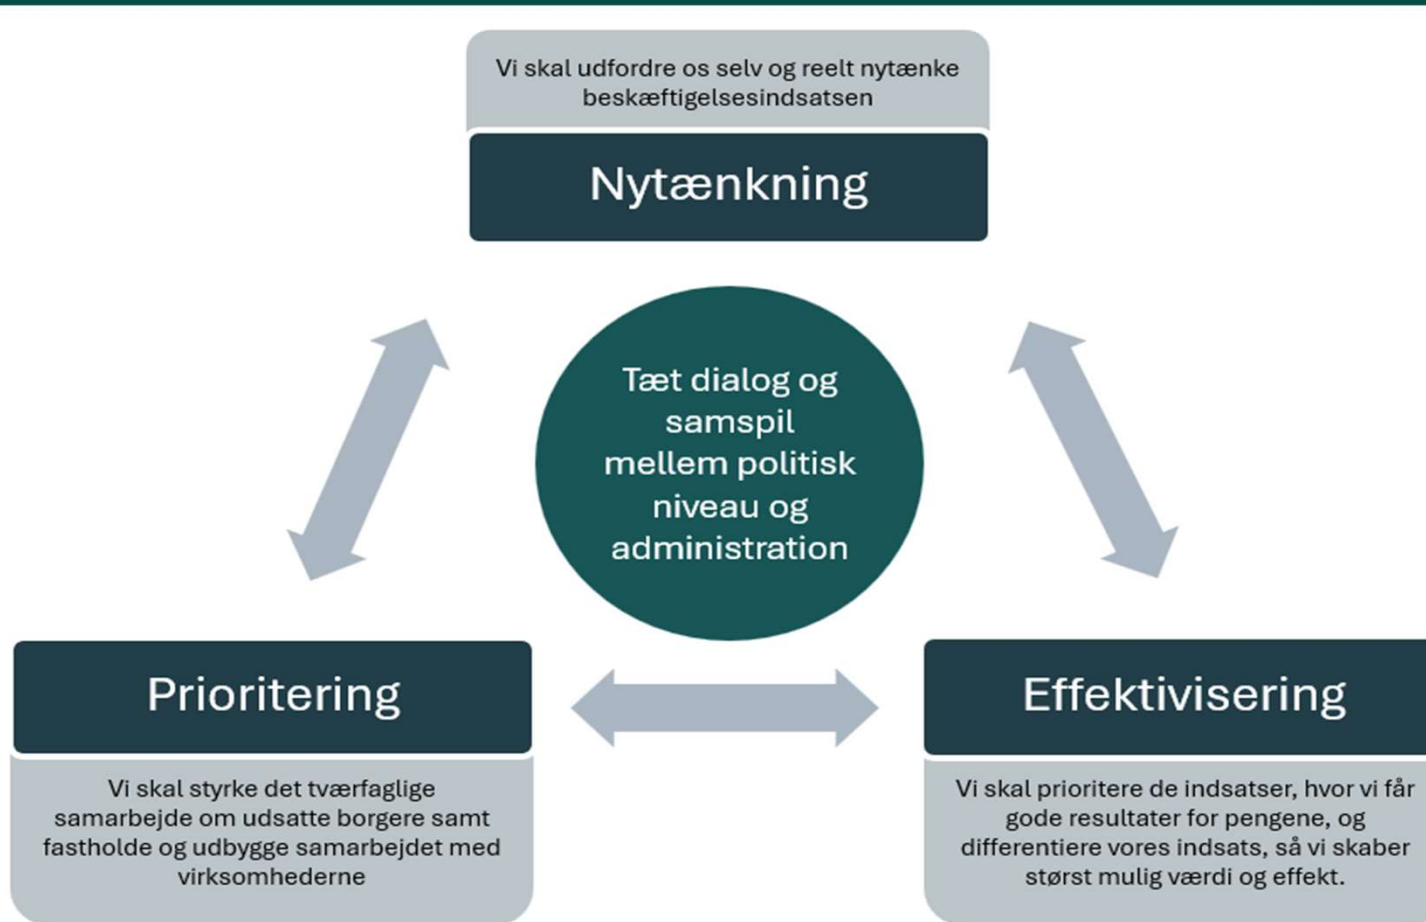 Vi skal udfordre os selv og reelt nytænke
beskæftigelsesindsatsen
Nytænkning
Tæt dialog og
samspil
mellem politisk
niveau og
administration
Prioritering
Vi skal styrke det tværfaglige
samarbejde om udsatte borgere samt
fastholde og udbygge samarbejdet med
virksomhederne
Effektivisering
Vi skal prioritere de indsatser, hvor vi får
gode resultater for pengene, og
differentiere vores indsats, så vi skaber
størst mulig værdi og effekt.